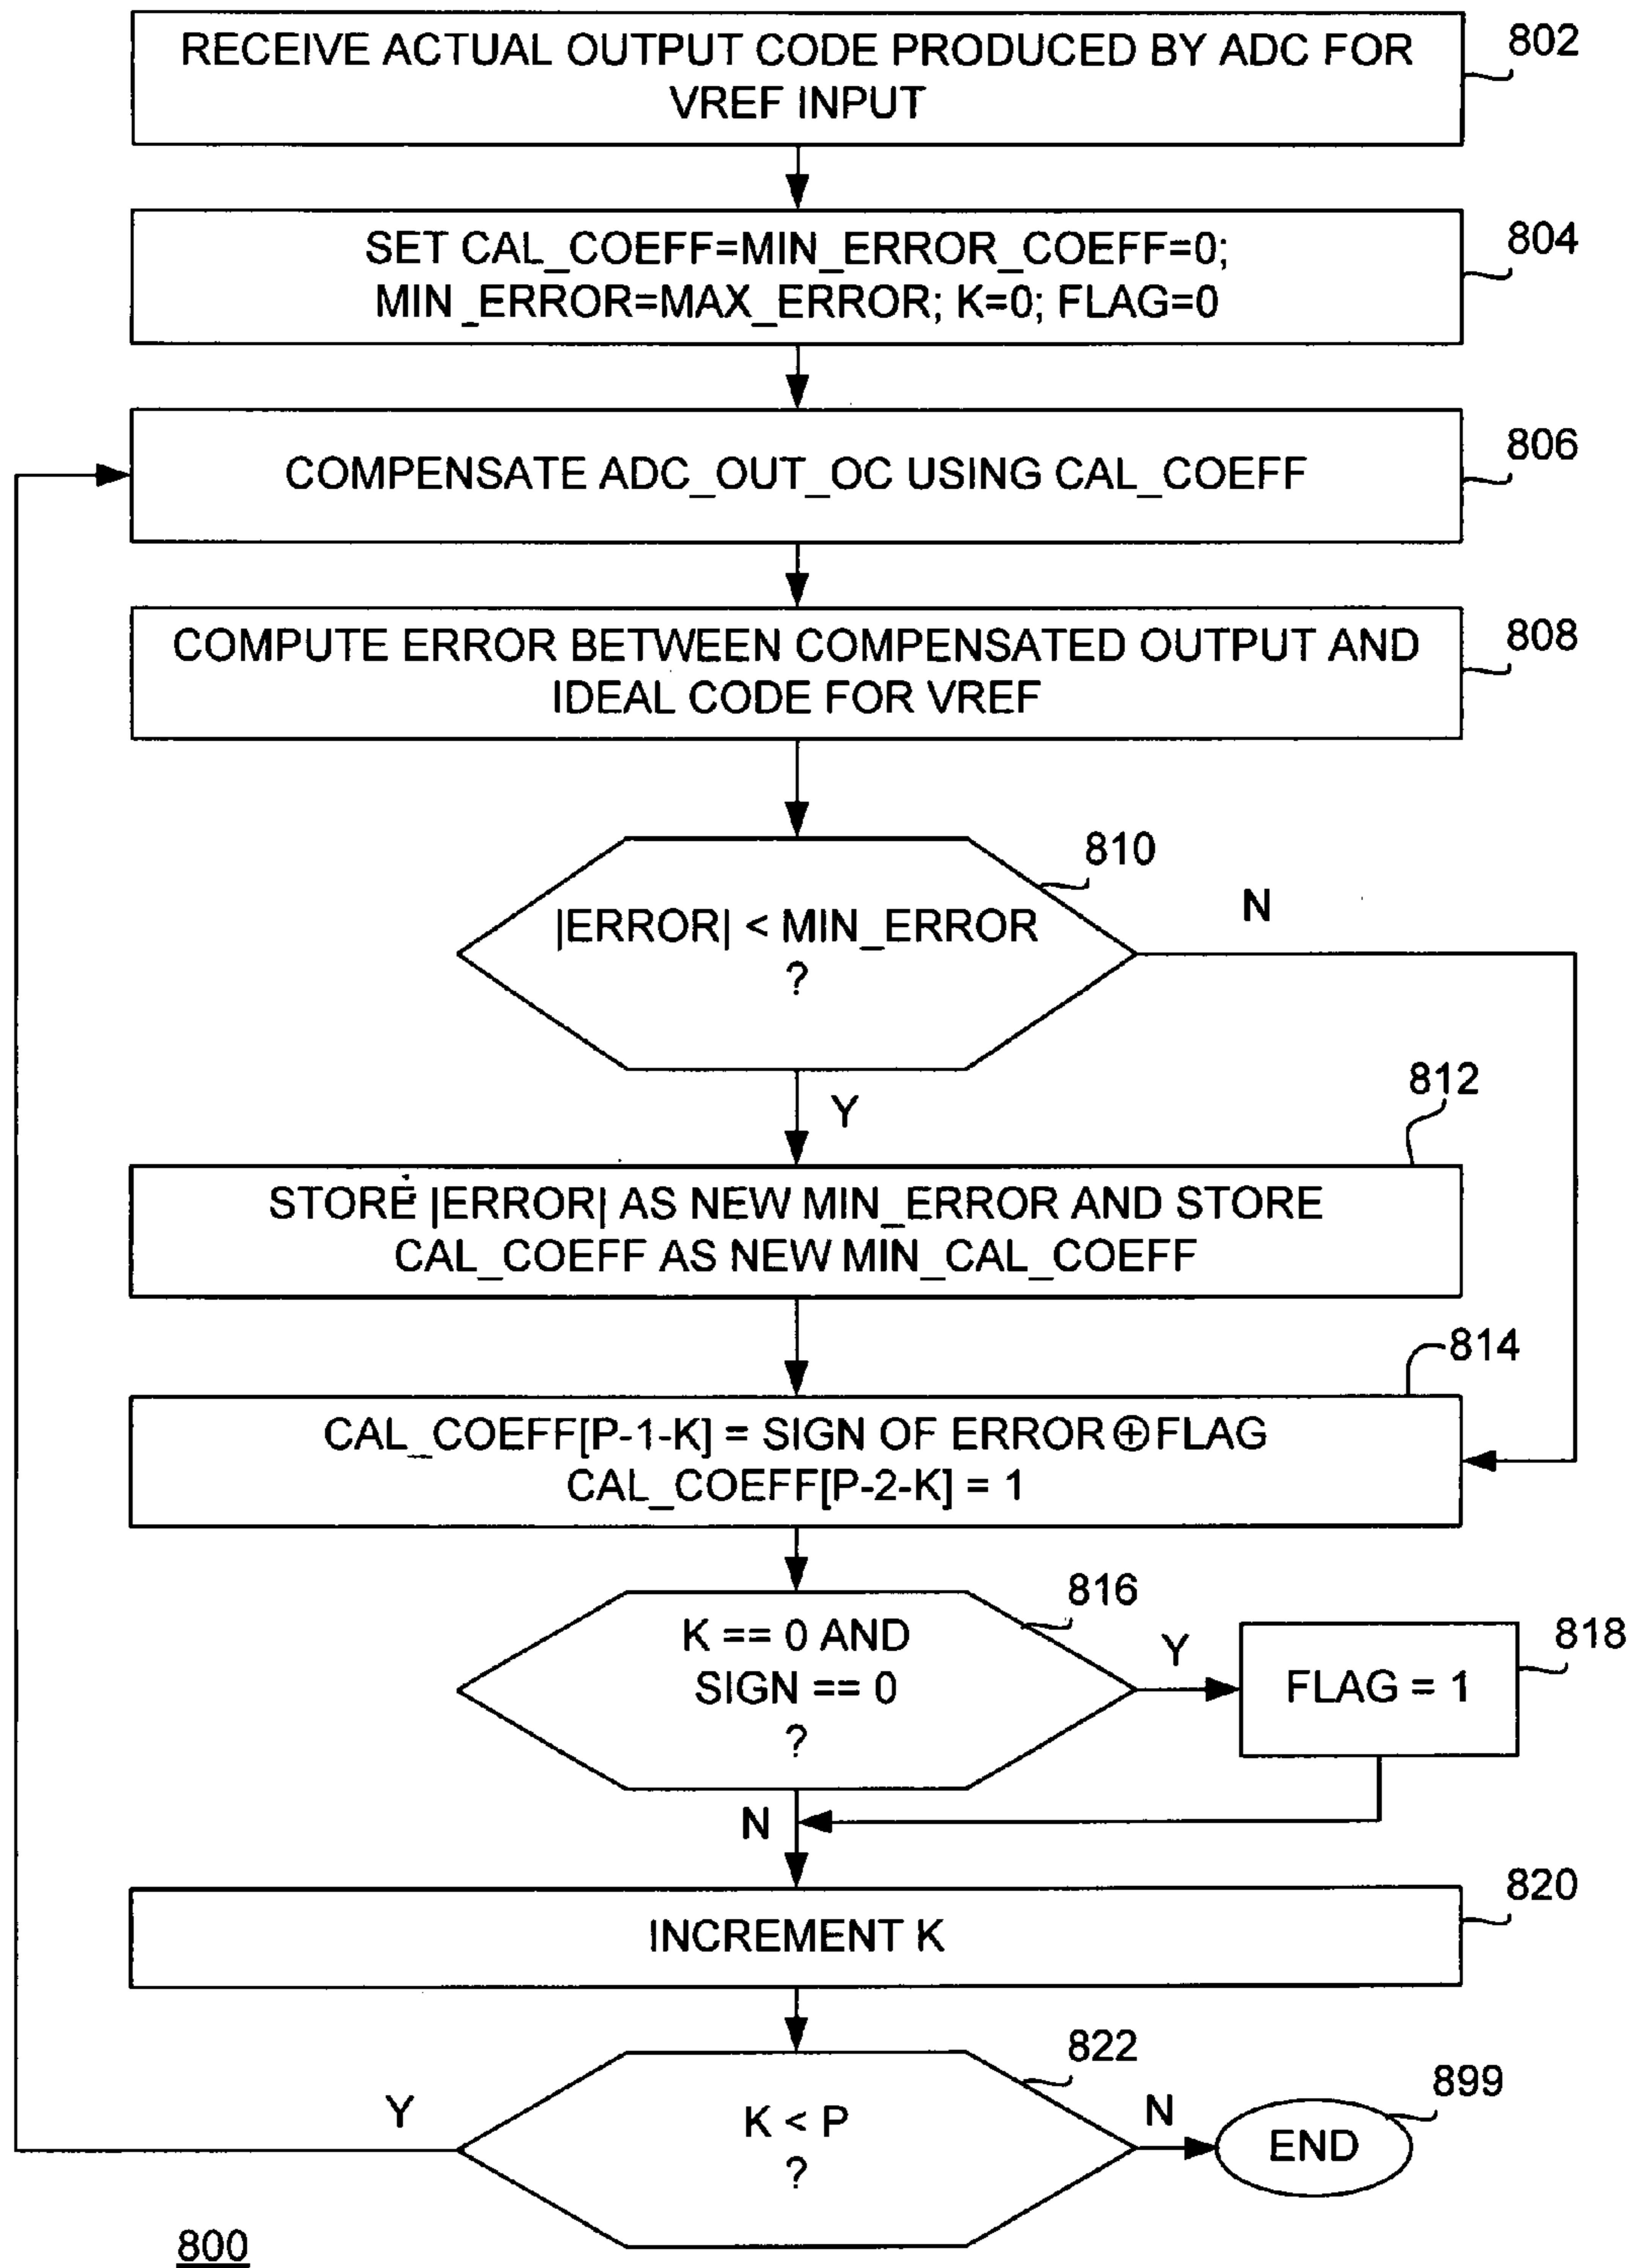 RECEIVE ACTUAL OUTPUT CODE PRODUCED BY ADC FOR
VREF INPUT
802
SET CAL_COEFF=MIN_ERROR_COEFF=0;
MIN_ERROR=MAX_ERROR; K=0; FLAG=0
804
COMPENSATE ADC_OUT_OC USING CAL_COEFF
806
COMPUTE ERROR BETWEEN COMPENSATED OUTPUT AND
IDEAL CODE FOR VREF
808
810
|ERROR| < MIN_ERROR
?
N
Y
812
STORE |ERROR| AS NEW MIN_ERROR AND STORE
CAL_COEFF AS NEW MIN_CAL_COEFF
814
CAL_COEFF[P-1-K] = SIGN OF ERROR⊕FLAG
CAL_COEFF[P-2-K] = 1
816
K == 0 AND
SIGN == 0
?
Y
818
FLAG = 1
N
820
INCREMENT K
822
K < P
?
Y
N
899
END
800